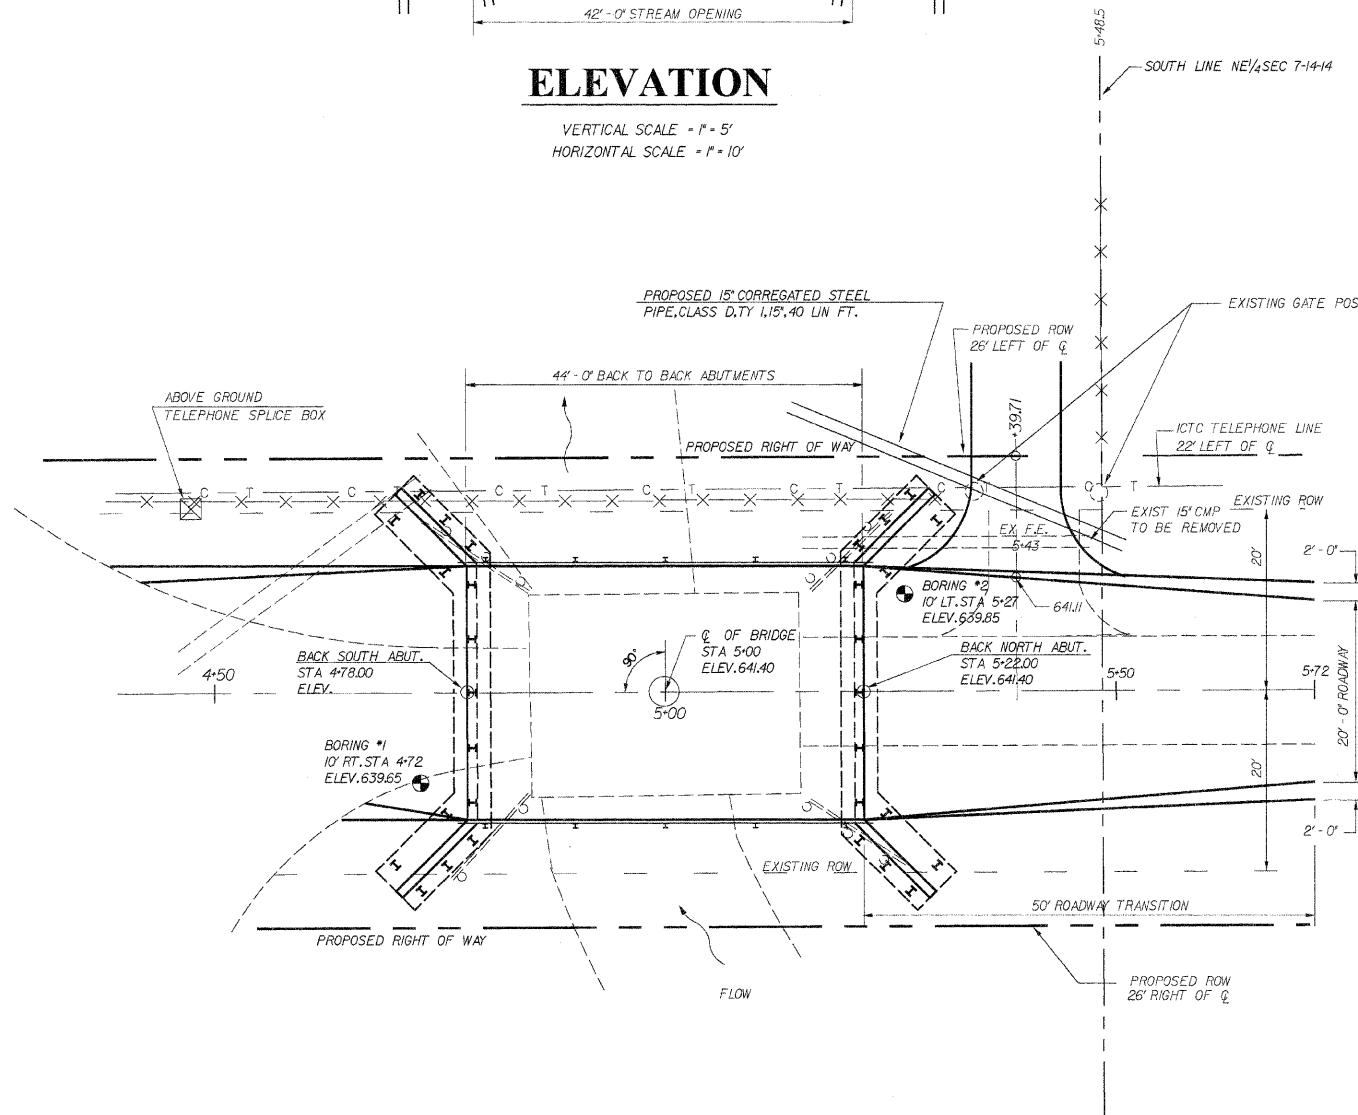 42'-0" STREAM OPENING
5+48.5
SOUTH LINE NE1/4 SEC 7-14-14
ELEVATION
VERTICAL SCALE = 1" = 5'
HORIZONTAL SCALE = 1" = 10'
PROPOSED 15" CORREGATED STEEL
PIPE, CLASS D, TY 1, 15", 40 LIN FT.
EXISTING GATE POS
PROPOSED ROW
26' LEFT OF ℄
44'-0" BACK TO BACK ABUTMENTS
ABOVE GROUND
TELEPHONE SPLICE BOX
+39.71
ICTC TELEPHONE LINE
22' LEFT OF ℄
PROPOSED RIGHT OF WAY
C T C C T C T C C T
EXISTING ROW
EXIST 15" CMP
TO BE REMOVED
EX F.E.
5+43
20'
2'-0"
BORING #2
10' LT. STA 5+27
ELEV. 639.85
641.11
℄ OF BRIDGE
STA 5+00
ELEV. 641.40
90°
BACK SOUTH ABUT.
STA 4+78.00
ELEV.
BACK NORTH ABUT.
STA 5+22.00
ELEV. 641.40
4+50
5+00
5+50
5+72
20'-0" ROADWAY
BORING #1
10' RT. STA 4+72
ELEV. 639.65
20'
2'-0"
EXISTING ROW
50' ROADWAY TRANSITION
PROPOSED RIGHT OF WAY
FLOW
PROPOSED ROW
26' RIGHT OF ℄